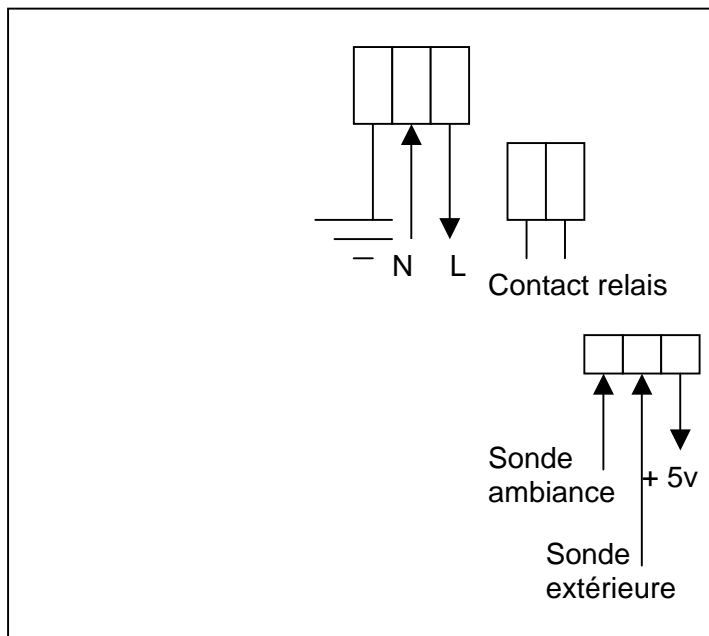 N L
Contact relais
Sonde
ambiance
+ 5v
Sonde
extérieure